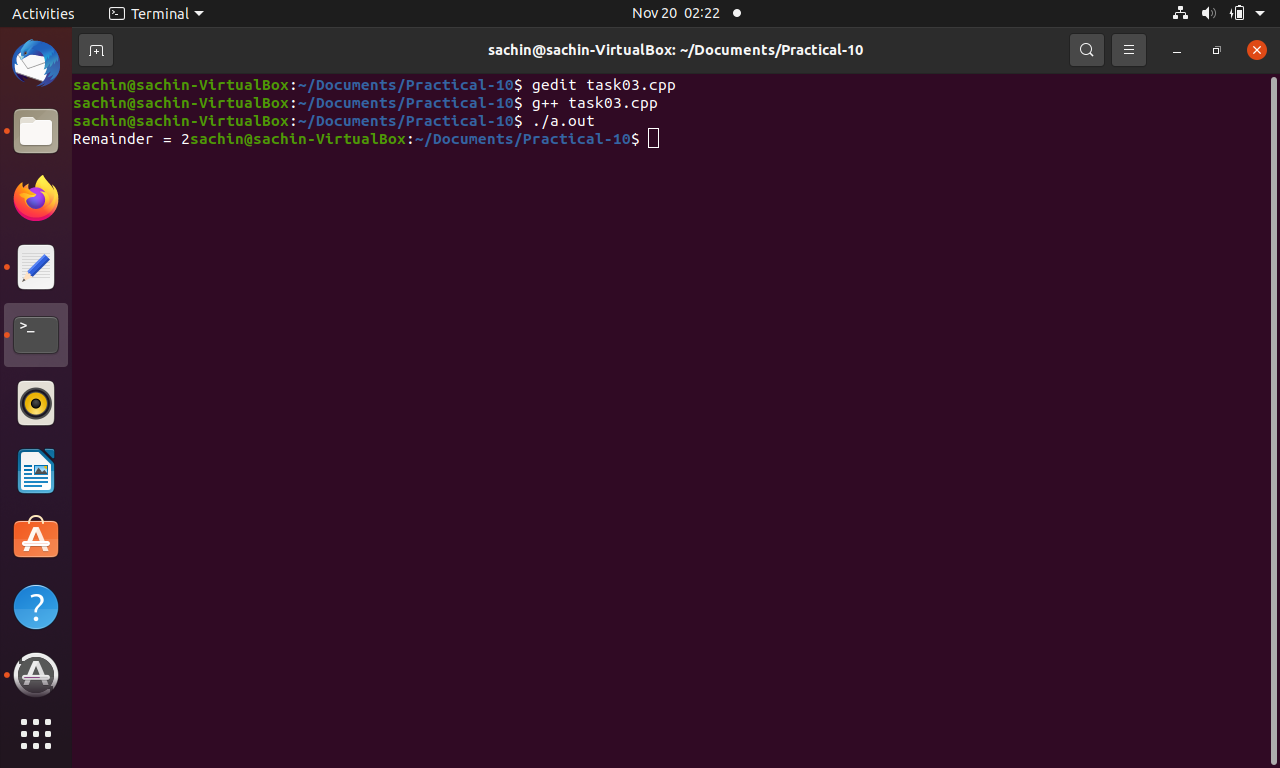 Activities Terminal Nov 20 02:22
sachin@sachin-VirtualBox: ~/Documents/Practical-10
sachin@sachin-VirtualBox:~/Documents/Practical-10$ gedit task03.cpp
sachin@sachin-VirtualBox:~/Documents/Practical-10$ g++ task03.cpp
sachin@sachin-VirtualBox:~/Documents/Practical-10$ ./a.out
Remainder = 2sachin@sachin-VirtualBox:~/Documents/Practical-10$